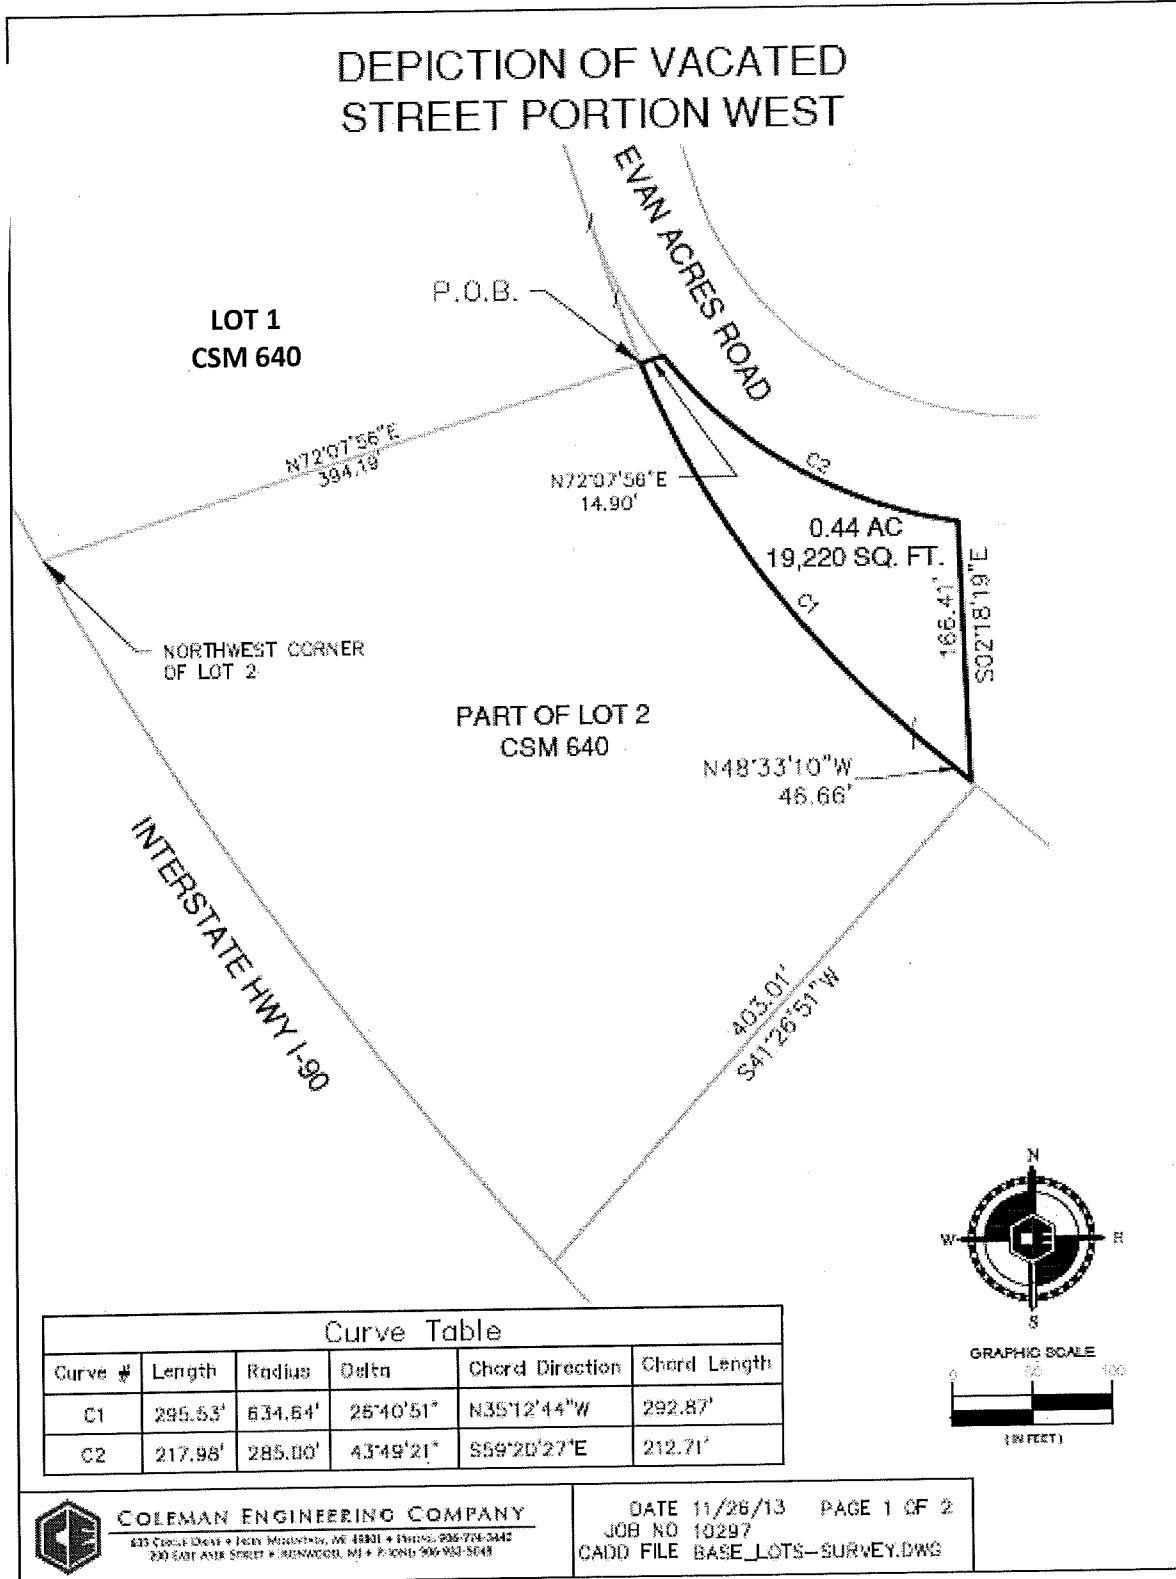 DEPICTION OF VACATED
STREET PORTION WEST
EVAN ACRES ROAD
P.O.B.
LOT 1
CSM 640
N72°07'56"E
394.19'
N72°07'56"E
14.90'
C2
0.44 AC
19,220 SQ. FT.
166.41'
S02°18'19"E
C1
NORTHWEST CORNER
OF LOT 2
PART OF LOT 2
CSM 640
N48°33'10"W
46.66'
INTERSTATE HWY I-90
403.01'
S41°26'51"W
N
W E
S
GRAPHIC SCALE
0 50 100
(IN FEET)
Curve Table
Curve # Length Radius Delta Chord Direction Chord Length
C1 295.53' 634.64' 26°40'51" N35°12'44"W 292.87'
C2 217.98' 285.00' 43°49'21" S59°20'27"E 212.71'
CE
COLEMAN ENGINEERING COMPANY
DATE 11/26/13 PAGE 1 OF 2
JOB NO 10297
CADD FILE BASE_LOTS-SURVEY.DWG